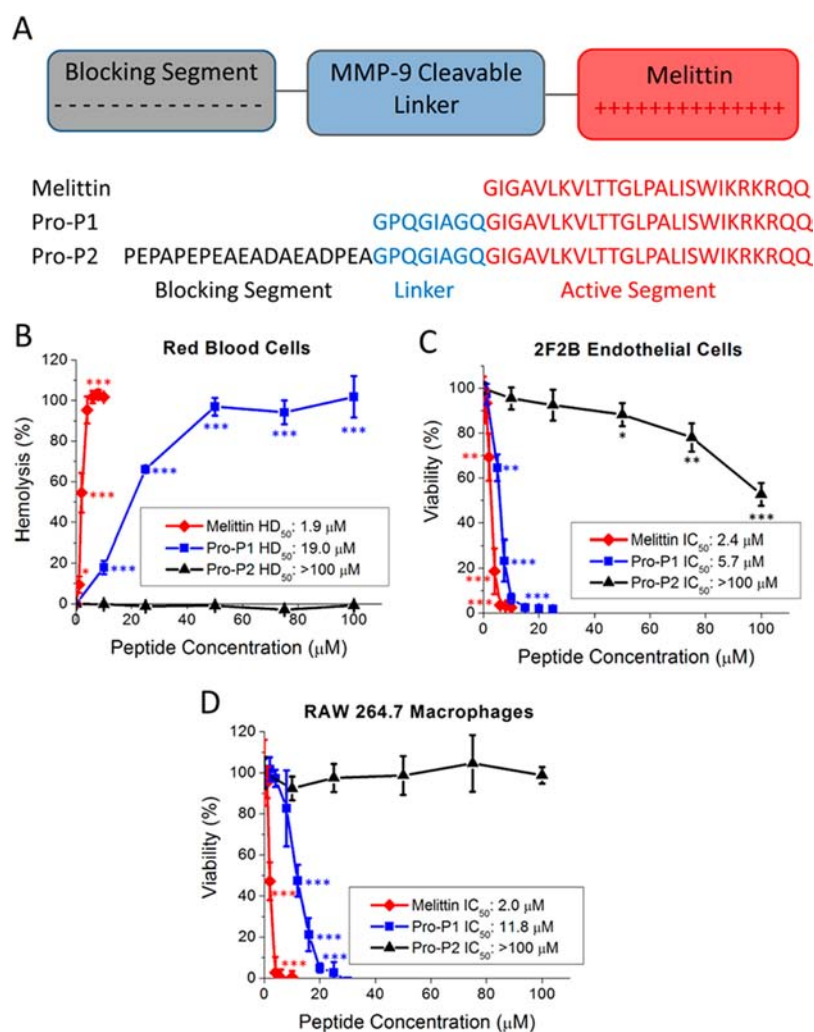 A
Blocking Segment
- - - - - - - - - - - - - - -
MMP-9 Cleavable
Linker
Melittin
++++++++++++++
Melittin GIGAVLKVLTTGLPALISWIKRKRQQ
Pro-P1 GPQGIAGQGIGAVLKVLTTGLPALISWIKRKRQQ
Pro-P2 PEPAPEPEAEADAEADPEAGPQGIAGQGIGAVLKVLTTGLPALISWIKRKRQQ
Blocking Segment Linker Active Segment
B
Red Blood Cells
Hemolysis (%)
120
100
80
60
40
20
0
***
***
*
***
***
***
***
***
Melittin HD50: 1.9 μM
Pro-P1 HD50: 19.0 μM
Pro-P2 HD50: >100 μM
0 20 40 60 80 100
Peptide Concentration (μM)
C
2F2B Endothelial Cells
Viability (%)
100
80
60
40
20
0
***
**
***
***
***
***
*
**
***
Melittin IC50: 2.4 μM
Pro-P1 IC50: 5.7 μM
Pro-P2 IC50: >100 μM
0 20 40 60 80 100
Peptide Concentration (μM)
D
RAW 264.7 Macrophages
Viability (%)
120
100
80
60
40
20
0
***
***
***
***
***
Melittin IC50: 2.0 μM
Pro-P1 IC50: 11.8 μM
Pro-P2 IC50: >100 μM
0 20 40 60 80 100
Peptide Concentration (μM)